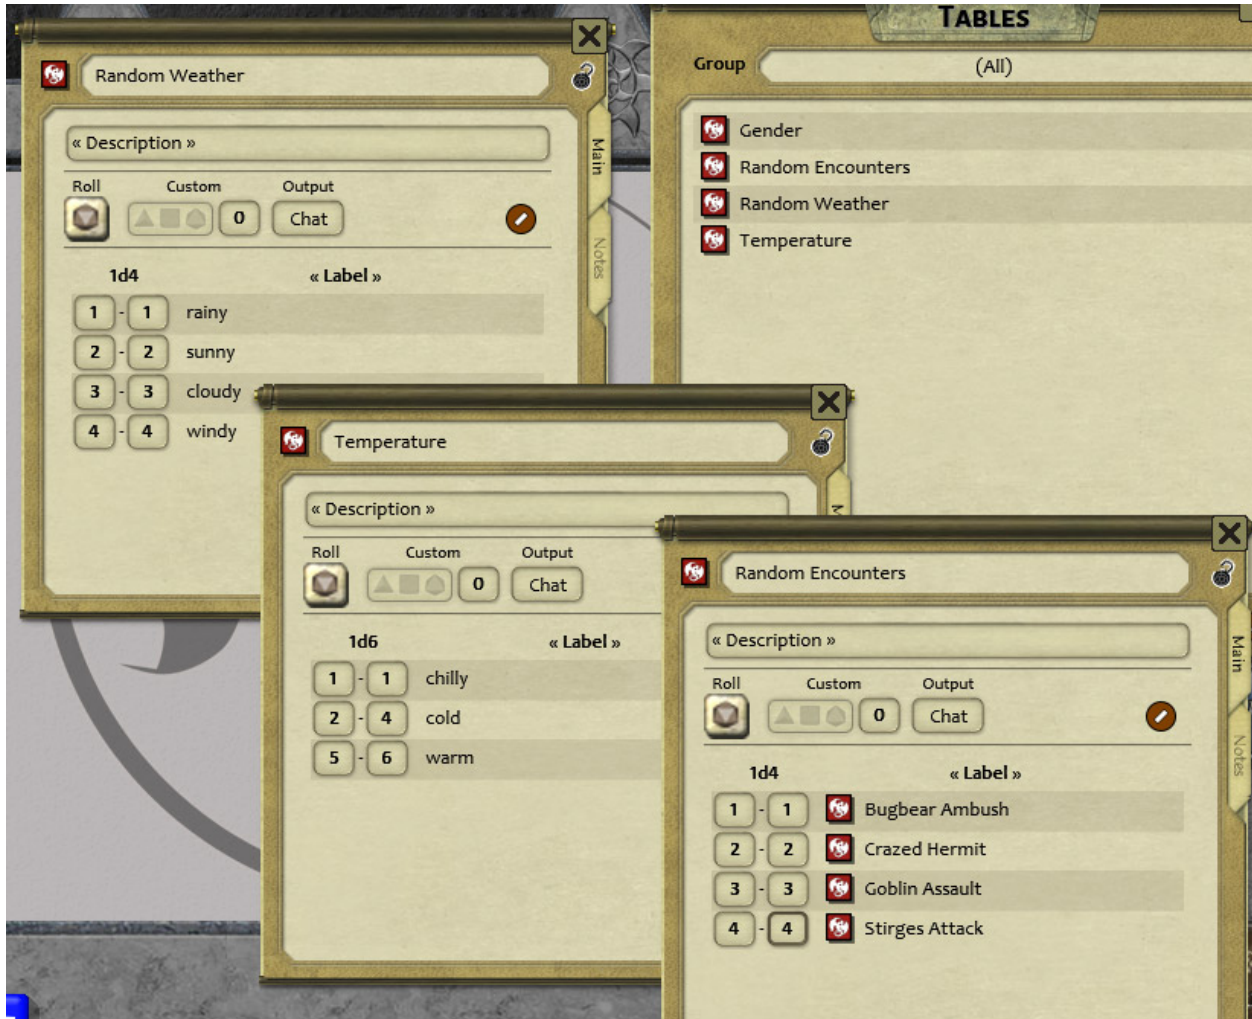 Random Weather
« Description »
Roll Custom Output
0 Chat
1d4 « Label »
1 - 1 rainy
2 - 2 sunny
3 - 3 cloudy
4 - 4 windy
Main
Notes
TABLES
Group (All)
Gender
Random Encounters
Random Weather
Temperature
Temperature
« Description »
Roll Custom Output
0 Chat
1d6 « Label »
1 - 1 chilly
2 - 4 cold
5 - 6 warm
Random Encounters
« Description »
Roll Custom Output
0 Chat
1d4 « Label »
1 - 1 Bugbear Ambush
2 - 2 Crazed Hermit
3 - 3 Goblin Assault
4 - 4 Stirges Attack
Main
Notes